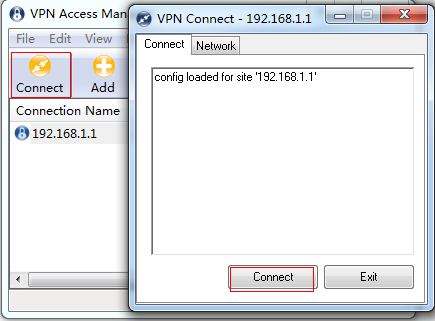 VPN Access Man
File Edit View
Connect Add
Connection Name
192.168.1.1
VPN Connect - 192.168.1.1
Connect Network
config loaded for site '192.168.1.1'
Connect Exit